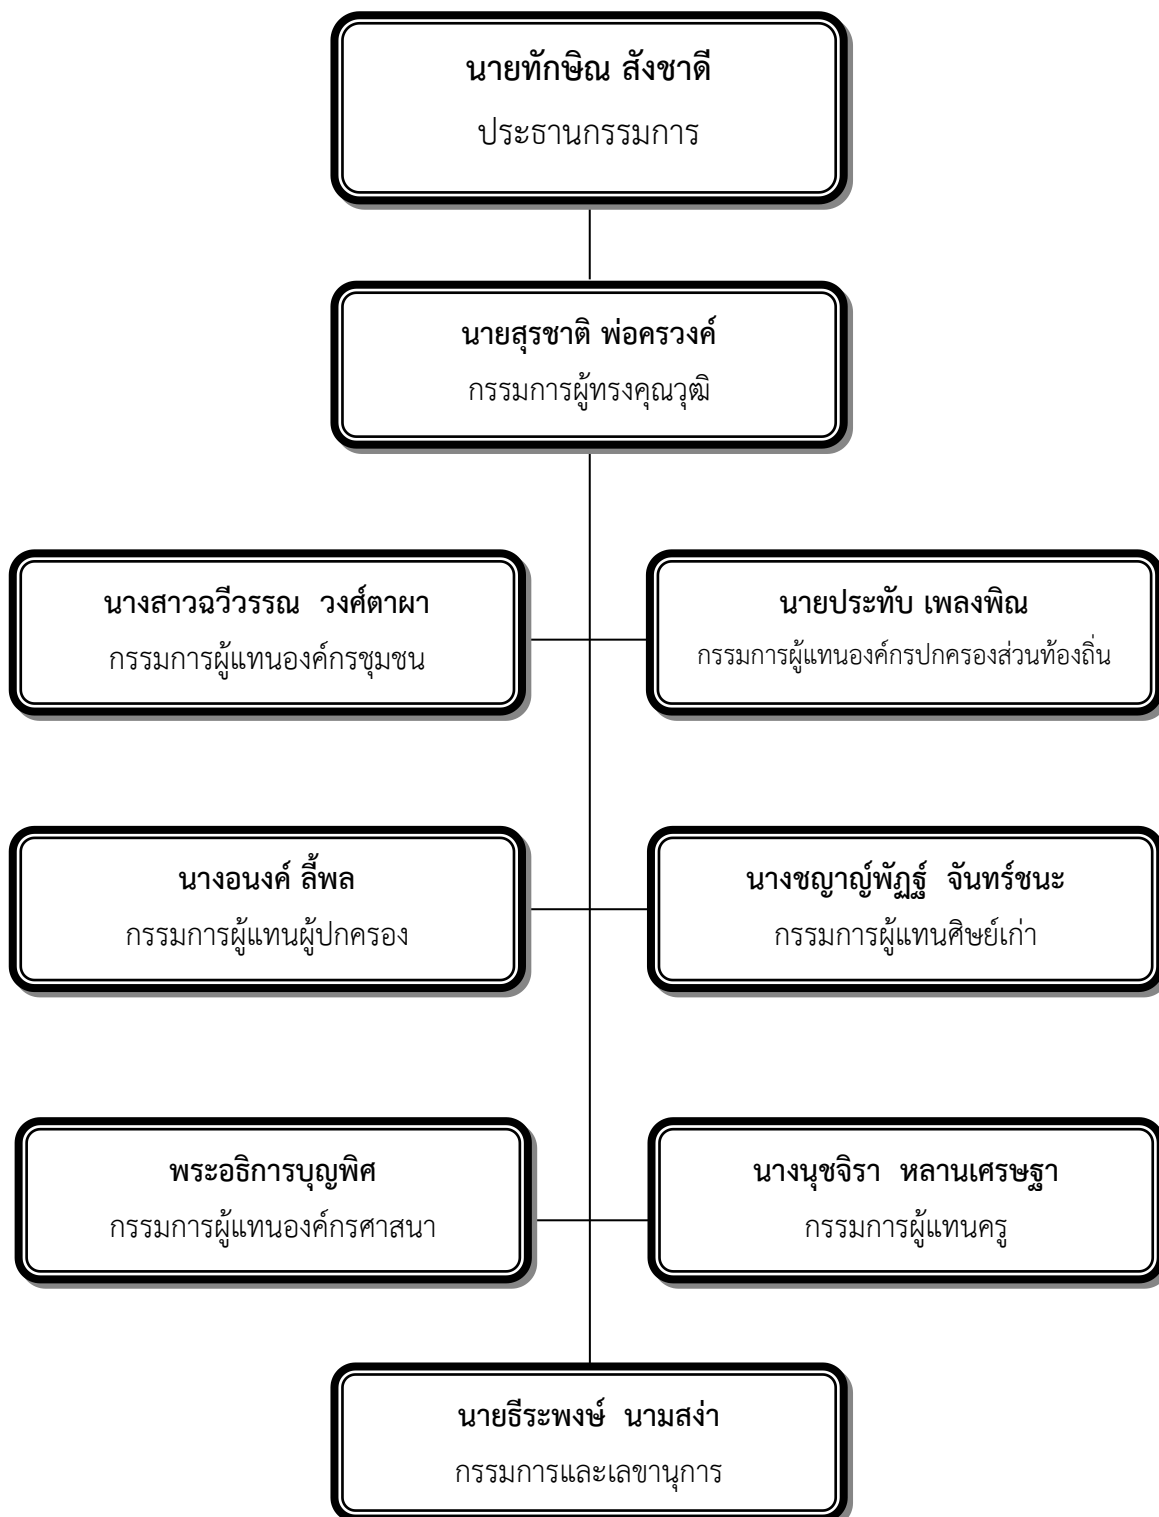 นายทักษิณ สังชาดี
ประธานกรรมการ
นายสุรชาติ พ่อครวงค์
กรรมการผู้ทรงคุณวุฒิ
นางสาวฉวีวรรณ  วงศ์ตาผา
กรรมการผู้แทนองค์กรชุมชน
นายประทับ เพลงพิณ
กรรมการผู้แทนองค์กรปกครองส่วนท้องถิ่น
นางอนงค์ ลี้พล
กรรมการผู้แทนผู้ปกครอง
นางชญาญ์พัฏฐ์  จันทร์ชนะ
กรรมการผู้แทนศิษย์เก่า
พระอธิการบุญพิศ
กรรมการผู้แทนองค์กรศาสนา
นางนุชจิรา  หลานเศรษฐา
กรรมการผู้แทนครู
นายธีระพงษ์  นามสง่า
กรรมการและเลขานุการ